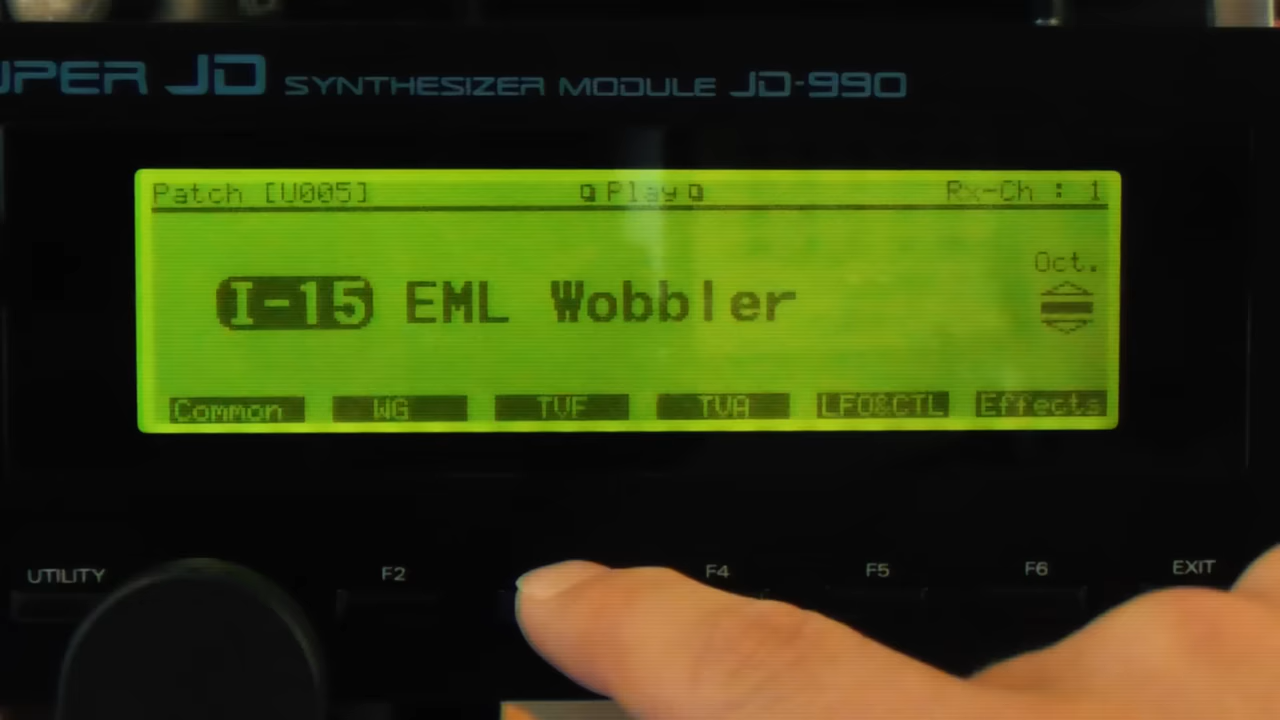 UPER JD SYNTHESIZER MODULE JD-990
Patch [U005] Play Rx-Ch : 1
Oct.
I-15 EML Wobbler
Common WG TVF TVA LFO&CTL Effects
UTILITY F2 F4 F5 F6 EXIT